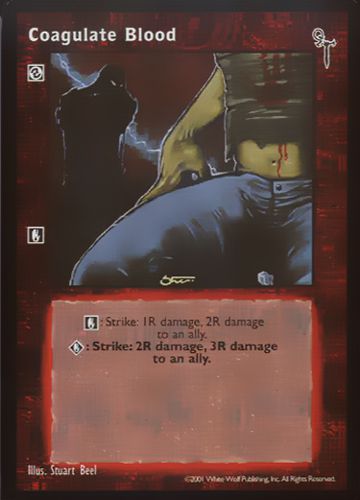 Coagulate Blood
: Strike: 1R damage, 2R damage
to an ally.
: Strike: 2R damage, 3R damage
to an ally.
Illus. Stuart Beel
©2001 White Wolf Publishing, Inc. All Rights Reserved.